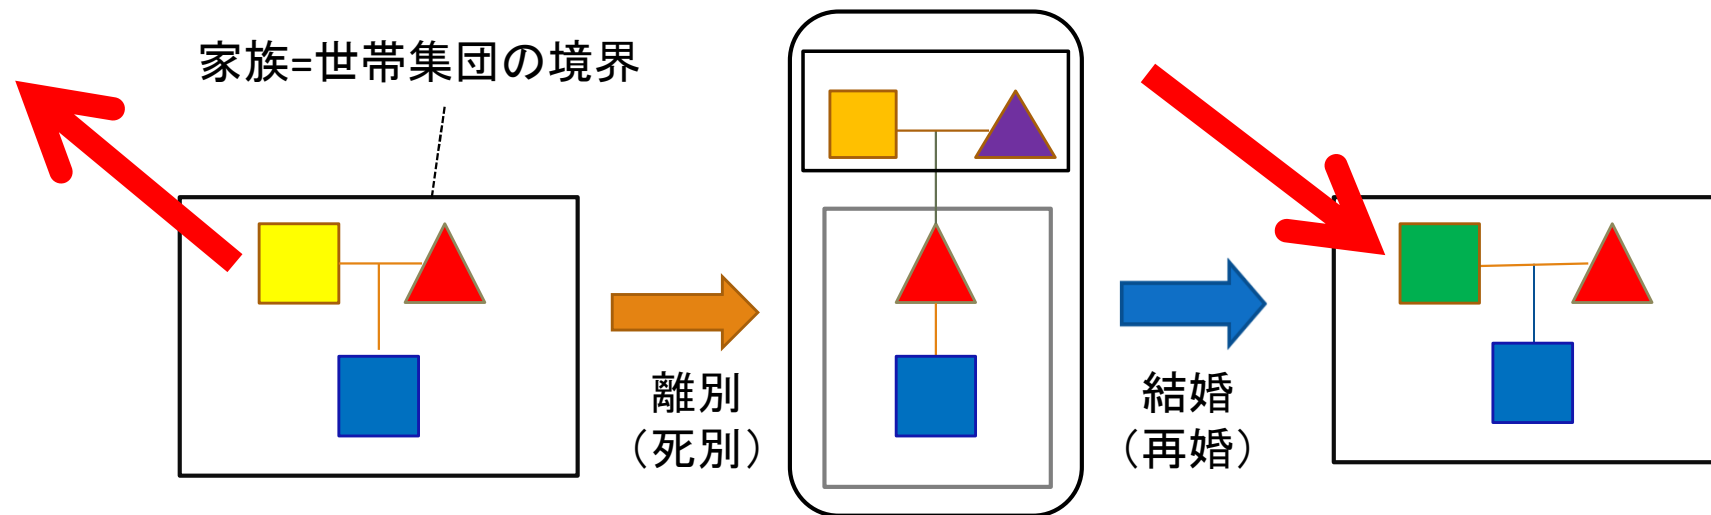 家族=世帯集団の境界
離別
（死別）
結婚
（再婚）